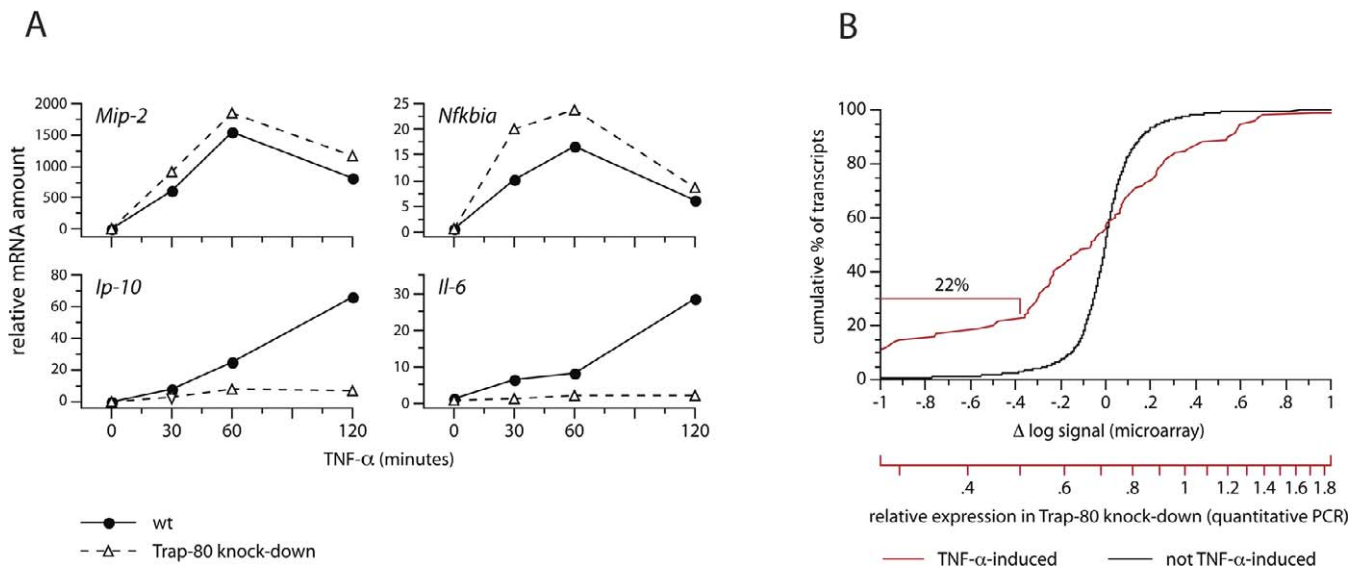 A
B
relative mRNA amount
Mip-2
2000
1500
1000
500
0
Nfkbia
25
20
15
10
5
0
Ip-10
80
60
40
20
0
0 30 60 120
Il-6
30
20
10
0
0 30 60 120
TNF-α (minutes)
wt
Trap-80 knock-down
cumulative % of transcripts
100
80
60
40
20
0
22%
-1 -.8 -.6 -.4 -.2 0 .2 .4 .6 .8 1
Δ log signal (microarray)
.4 .6 .8 1 1.2 1.4 1.6 1.8
relative expression in Trap-80 knock-down (quantitative PCR)
TNF-α-induced not TNF-α-induced